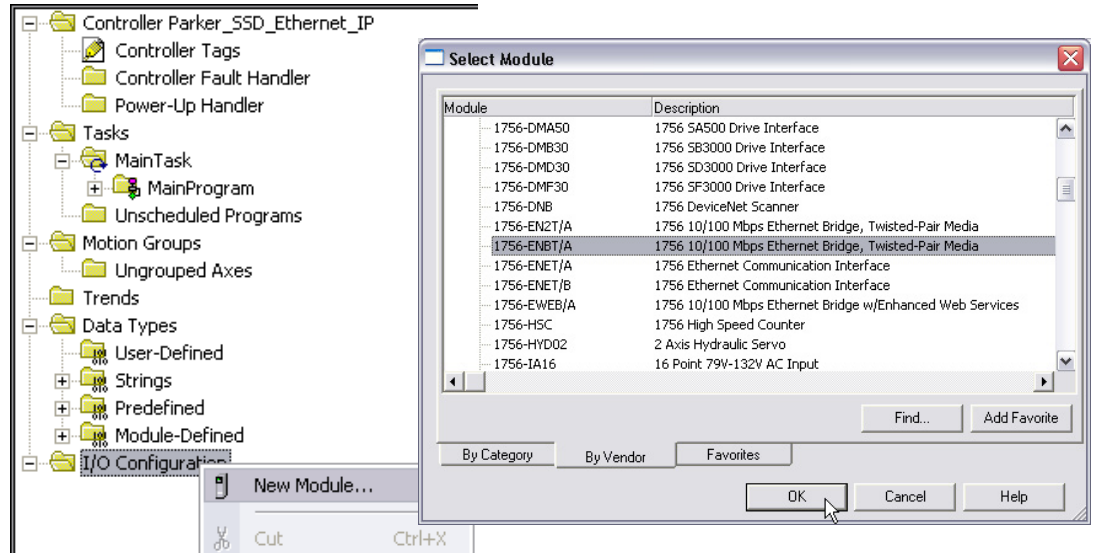 Controller Parker_SSD_Ethernet_IP
Controller Tags
Controller Fault Handler
Power-Up Handler
Tasks
MainTask
MainProgram
Unscheduled Programs
Motion Groups
Ungrouped Axes
Trends
Data Types
User-Defined
Strings
Predefined
Module-Defined
I/O Configuration
New Module...
Cut Ctrl+X
Select Module
Module Description
1756-DMA50 1756 SA500 Drive Interface
1756-DMB30 1756 SB3000 Drive Interface
1756-DMD30 1756 SD3000 Drive Interface
1756-DMF30 1756 SF3000 Drive Interface
1756-DNB 1756 DeviceNet Scanner
1756-EN2T/A 1756 10/100 Mbps Ethernet Bridge, Twisted-Pair Media
1756-ENBT/A 1756 10/100 Mbps Ethernet Bridge, Twisted-Pair Media
1756-ENET/A 1756 Ethernet Communication Interface
1756-ENET/B 1756 Ethernet Communication Interface
1756-EWEB/A 1756 10/100 Mbps Ethernet Bridge w/Enhanced Web Services
1756-HSC 1756 High Speed Counter
1756-HYD02 2 Axis Hydraulic Servo
1756-IA16 16 Point 79V-132V AC Input
Find... Add Favorite
By Category By Vendor Favorites
OK Cancel Help